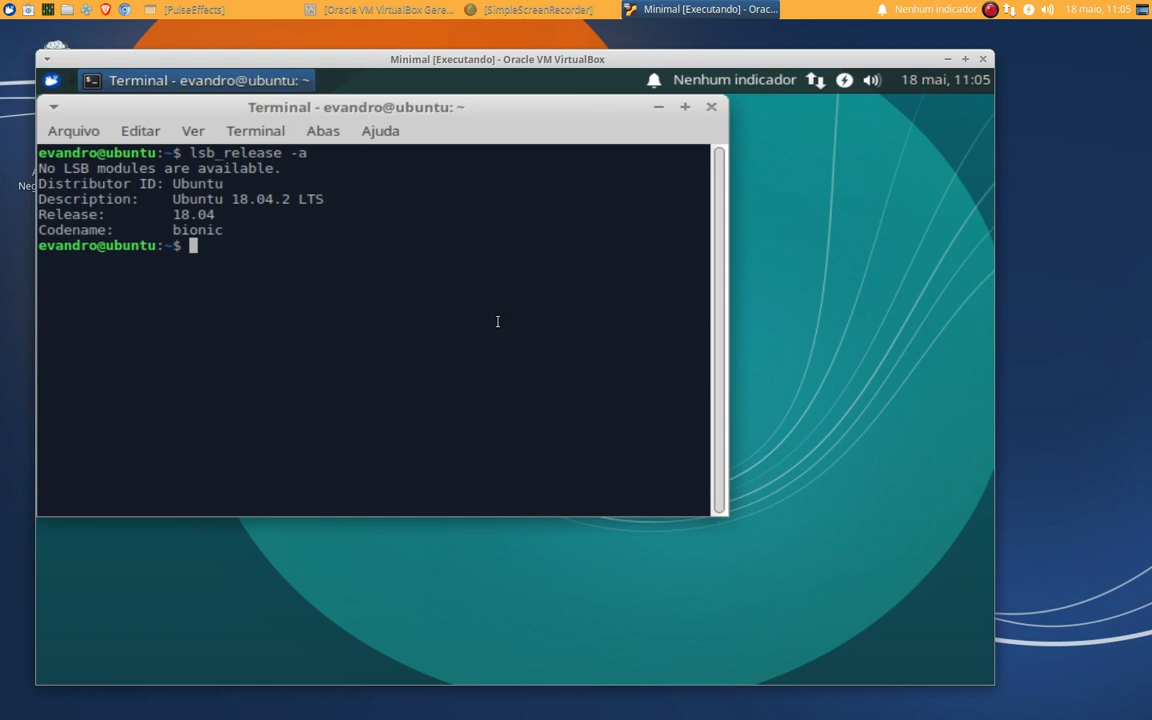 [PulseEffects]
[Oracle VM VirtualBox Gere...
[SimpleScreenRecorder]
Minimal [Executando] - Orac...
Nenhum indicador
18 maio, 11:05
Minimal [Executando] - Oracle VM VirtualBox
Terminal - evandro@ubuntu: ~
Nenhum indicador
18 mai, 11:05
Terminal - evandro@ubuntu: ~
Arquivo Editar Ver Terminal Abas Ajuda
evandro@ubuntu:~$ lsb_release -a
No LSB modules are available.
Distributor ID: Ubuntu
Description: Ubuntu 18.04.2 LTS
Release: 18.04
Codename: bionic
evandro@ubuntu:~$